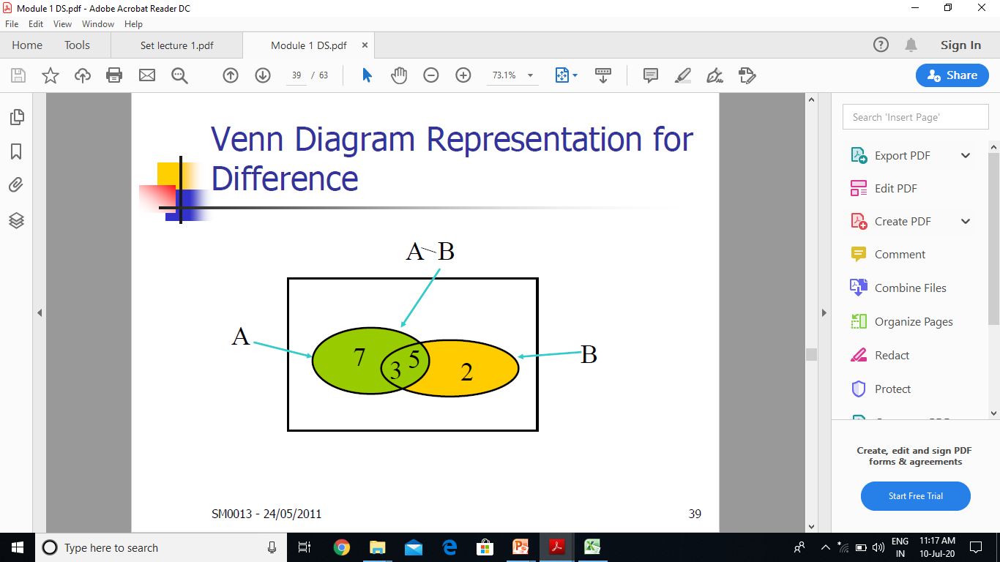 Module 1 DS.pdf - Adobe Acrobat Reader DC
File Edit View Window Help
Home Tools Set lecture 1.pdf Module 1 DS.pdf × Sign In
39 / 63 73.1% Share
Venn Diagram Representation for
Difference
A\B
A
B
7 3 5 2
SM0013 - 24/05/2011 39
Search 'Insert Page'
Export PDF
Edit PDF
Create PDF
Comment
Combine Files
Organize Pages
Redact
Protect
Create, edit and sign PDF
forms & agreements
Start Free Trial
Type here to search
ENG 11:17 AM
IN 10-Jul-20